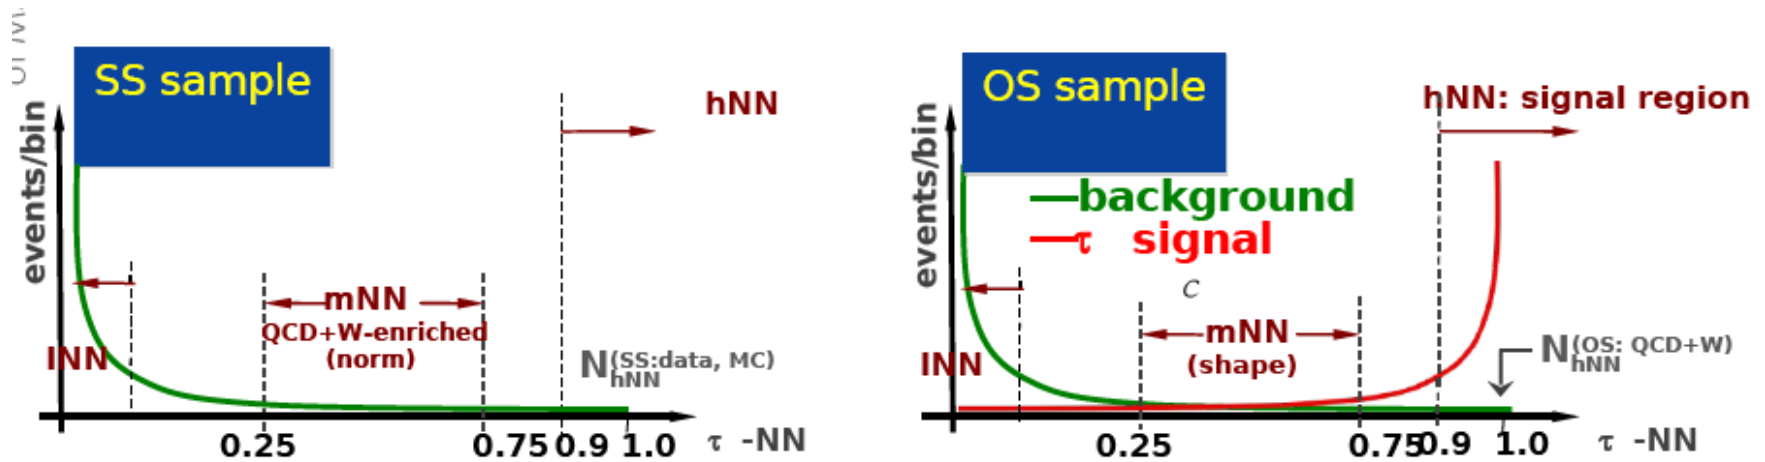 SS sample
hNN
events/bin
mNN
QCD+W-enriched
(norm)
lNN
N(SS:data, MC)
hNN
0.25
0.75
0.9
1.0
τ -NN
OS sample
hNN: signal region
events/bin
background
τ signal
C
mNN
(shape)
lNN
N(OS: QCD+W)
hNN
0.25
0.75
0.9
1.0
τ -NN